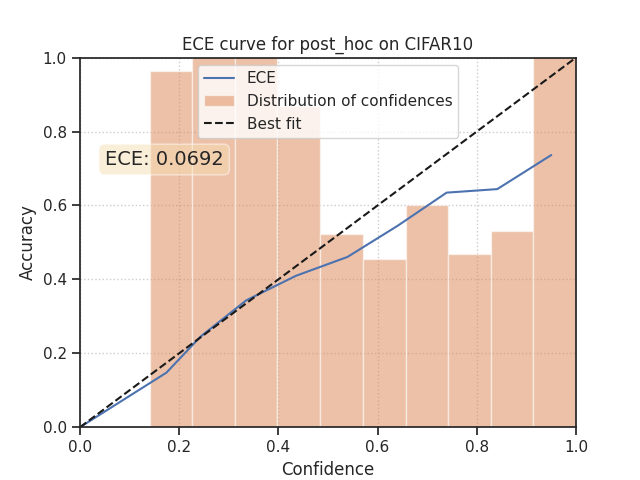 ECE curve for post_hoc on CIFAR10
1.0
0.8
0.6
0.4
0.2
0.0
Accuracy
ECE
Distribution of confidences
Best fit
ECE: 0.0692
0.0 0.2 0.4 0.6 0.8 1.0
Confidence